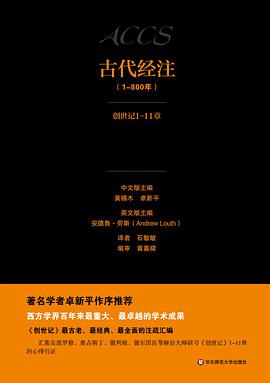 ACCS
古代经注
(1-800年)
创世记1-11章
中文版主编
黄锡木 卓新平
英文版主编
安德鲁·劳斯(Andrew Louth)
译者 石敏敏
编审 黄嘉樑
著名学者卓新平作序推荐
西方学界百年来最重大、最卓越的学术成果
《创世记》最古老、最经典、最全面的注疏汇编
汇集安波罗修、奥古斯丁、俄利根、德尔图良等解经大师研习《创世记》1-11章
的心得引证
华东师范大学出版社